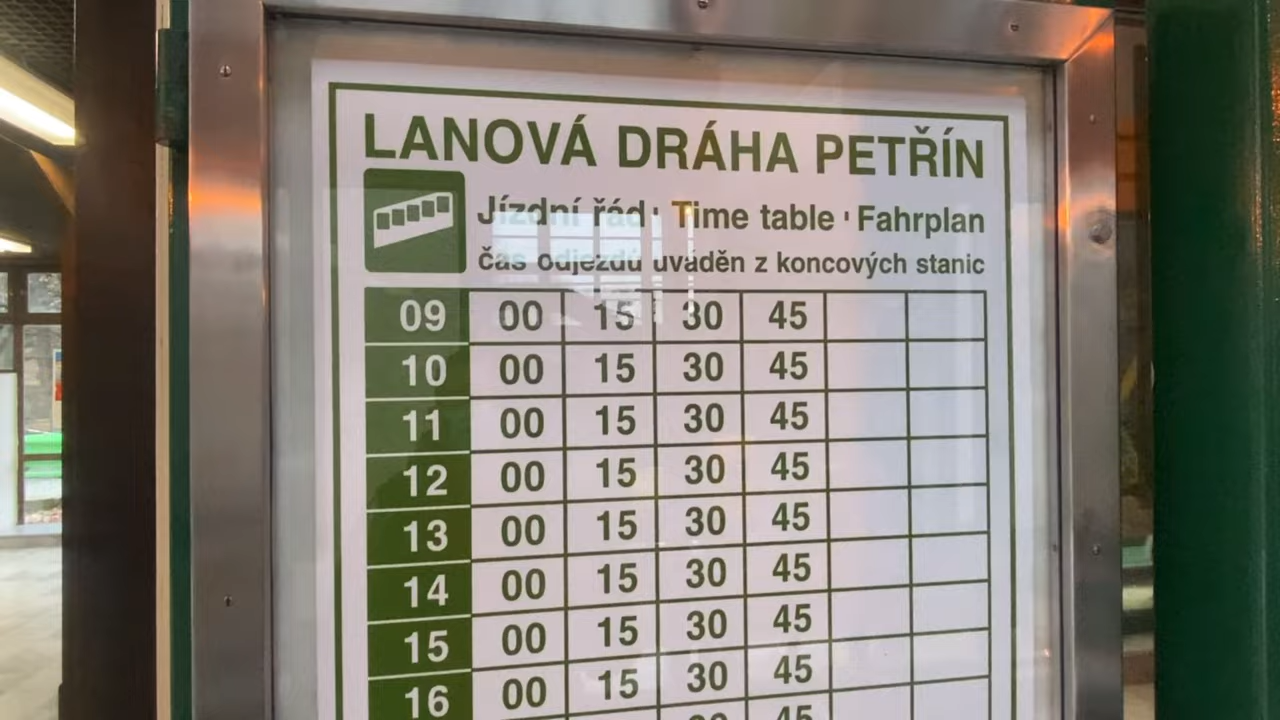 LANOVÁ DRÁHA PETŘÍN
Jízdní řád · Time table · Fahrplan
čas odjezdů uváděn z koncových stanic
09 00 15 30 45
10 00 15 30 45
11 00 15 30 45
12 00 15 30 45
13 00 15 30 45
14 00 15 30 45
15 00 15 30 45
16 00 15 30 45